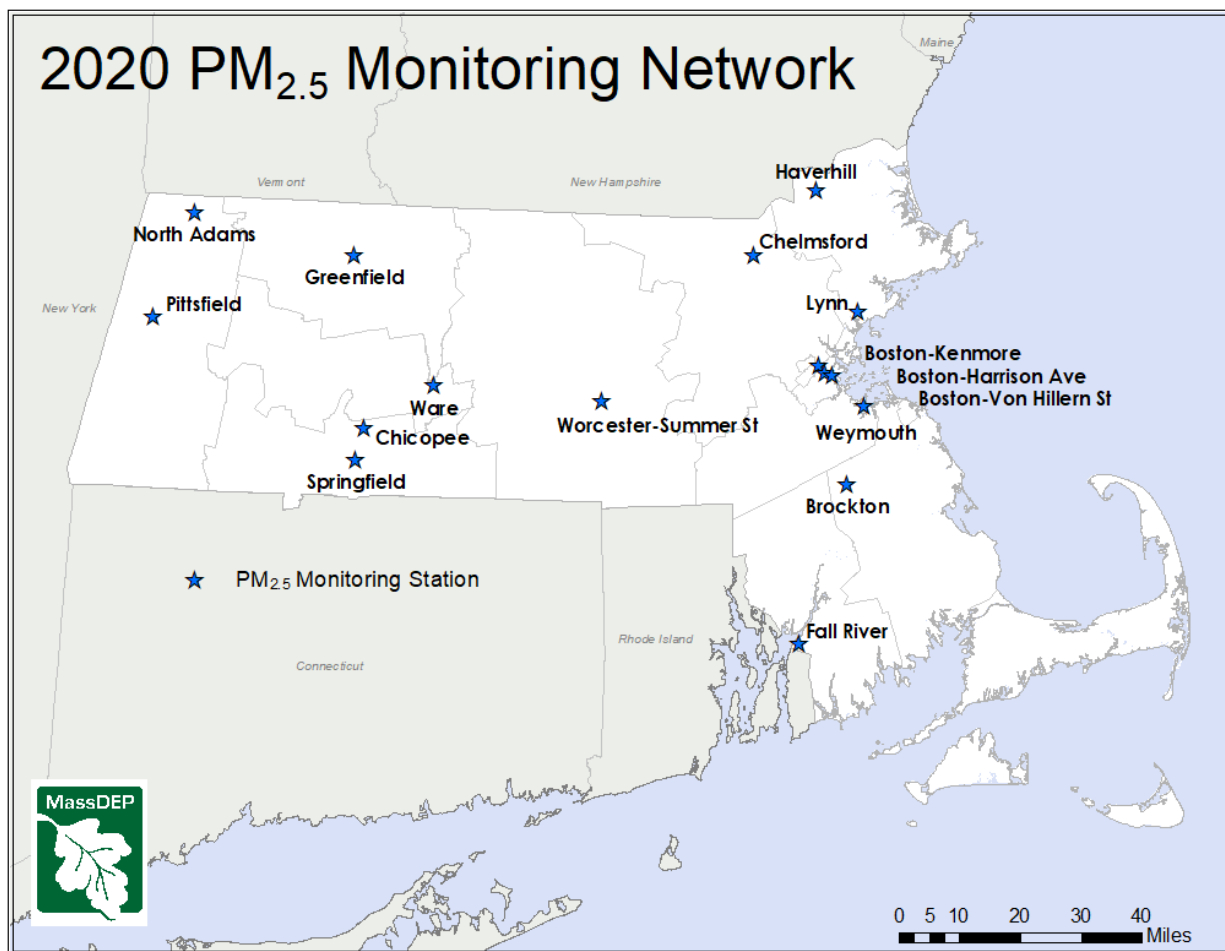 2020 PM2.5 Monitoring Network
Maine
Vermont
New Hampshire
Haverhill
North Adams
Chelmsford
Greenfield
New York
Pittsfield
Lynn
Boston-Kenmore
Boston-Harrison Ave
Boston-Von Hillern St
Ware
Worcester-Summer St
Weymouth
Chicopee
Springfield
Brockton
PM2.5 Monitoring Station
Rhode Island
Fall River
Connecticut
MassDEP
0 5 10 20 30 40
Miles